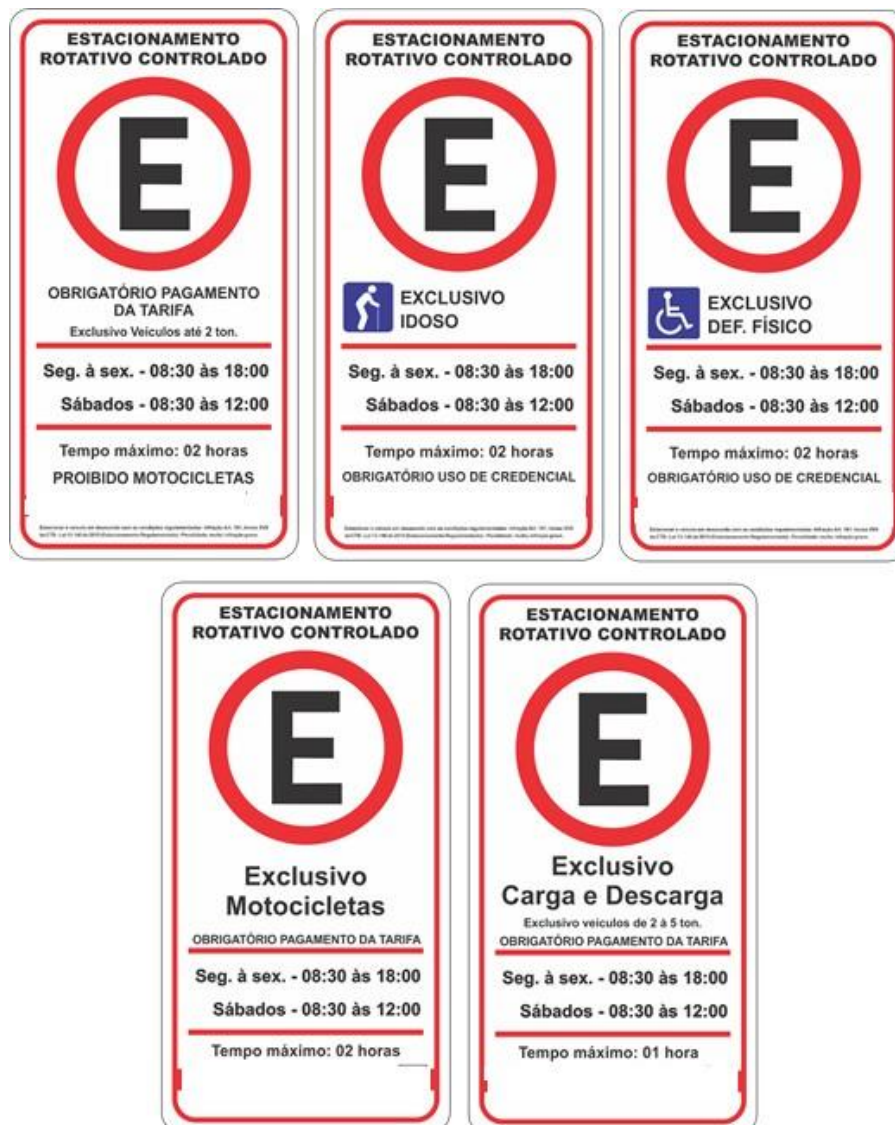 ESTACIONAMENTO
ROTATIVO CONTROLADO
E
OBRIGATÓRIO PAGAMENTO
DA TARIFA
Exclusivo Veículos até 2 ton.
Seg. à sex. - 08:30 às 18:00
Sábados - 08:30 às 12:00
Tempo máximo: 02 horas
PROIBIDO MOTOCICLETAS
ESTACIONAMENTO
ROTATIVO CONTROLADO
E
EXCLUSIVO
IDOSO
Seg. à sex. - 08:30 às 18:00
Sábados - 08:30 às 12:00
Tempo máximo: 02 horas
OBRIGATÓRIO USO DE CREDENCIAL
ESTACIONAMENTO
ROTATIVO CONTROLADO
E
EXCLUSIVO
DEF. FÍSICO
Seg. à sex. - 08:30 às 18:00
Sábados - 08:30 às 12:00
Tempo máximo: 02 horas
OBRIGATÓRIO USO DE CREDENCIAL
ESTACIONAMENTO
ROTATIVO CONTROLADO
E
Exclusivo
Motocicletas
OBRIGATÓRIO PAGAMENTO DA TARIFA
Seg. à sex. - 08:30 às 18:00
Sábados - 08:30 às 12:00
Tempo máximo: 02 horas
ESTACIONAMENTO
ROTATIVO CONTROLADO
E
Exclusivo
Carga e Descarga
Exclusivo veículos de 2 à 5 ton.
OBRIGATÓRIO PAGAMENTO DA TARIFA
Seg. à sex. - 08:30 às 18:00
Sábados - 08:30 às 12:00
Tempo máximo: 01 hora